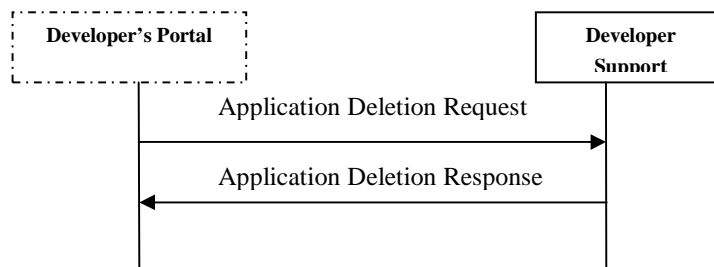 Developer's Portal
Developer
Support
Application Deletion Request
Application Deletion Response